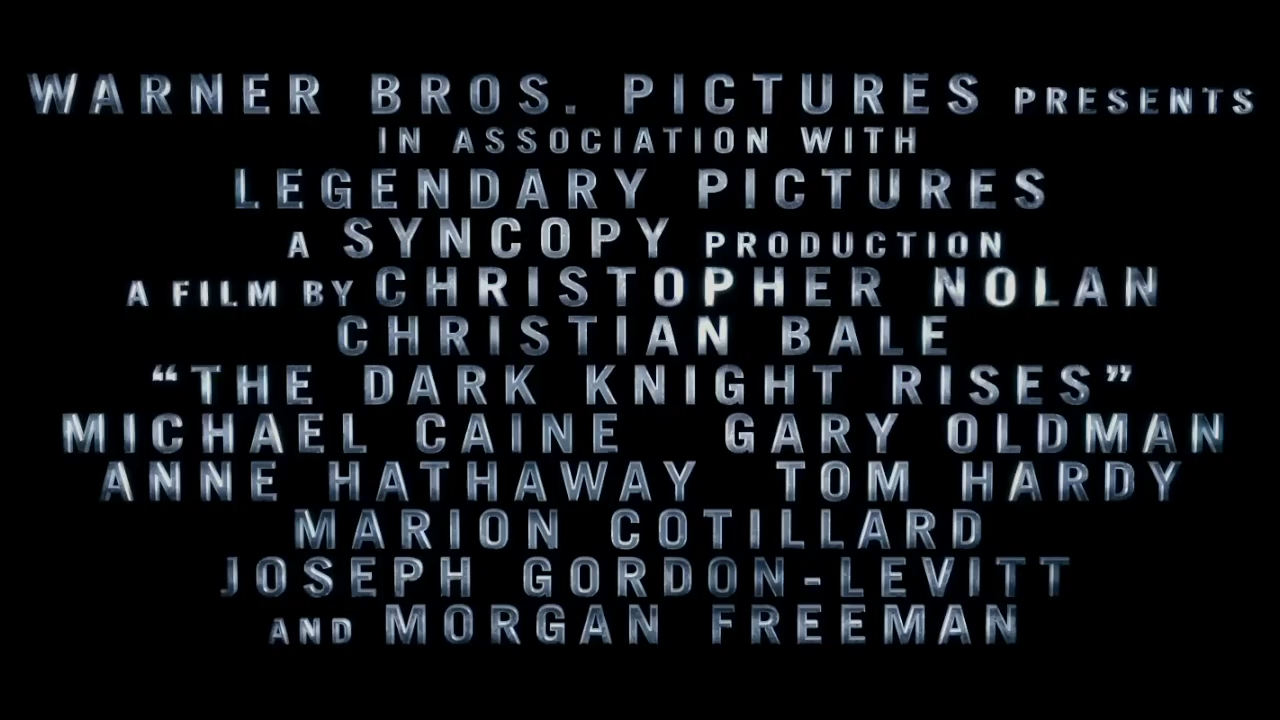 WARNER BROS. PICTURES PRESENTS
IN ASSOCIATION WITH
LEGENDARY PICTURES
A SYNCOPY PRODUCTION
A FILM BY CHRISTOPHER NOLAN
CHRISTIAN BALE
“THE DARK KNIGHT RISES”
MICHAEL CAINE GARY OLDMAN
ANNE HATHAWAY TOM HARDY
MARION COTILLARD
JOSEPH GORDON-LEVITT
AND MORGAN FREEMAN